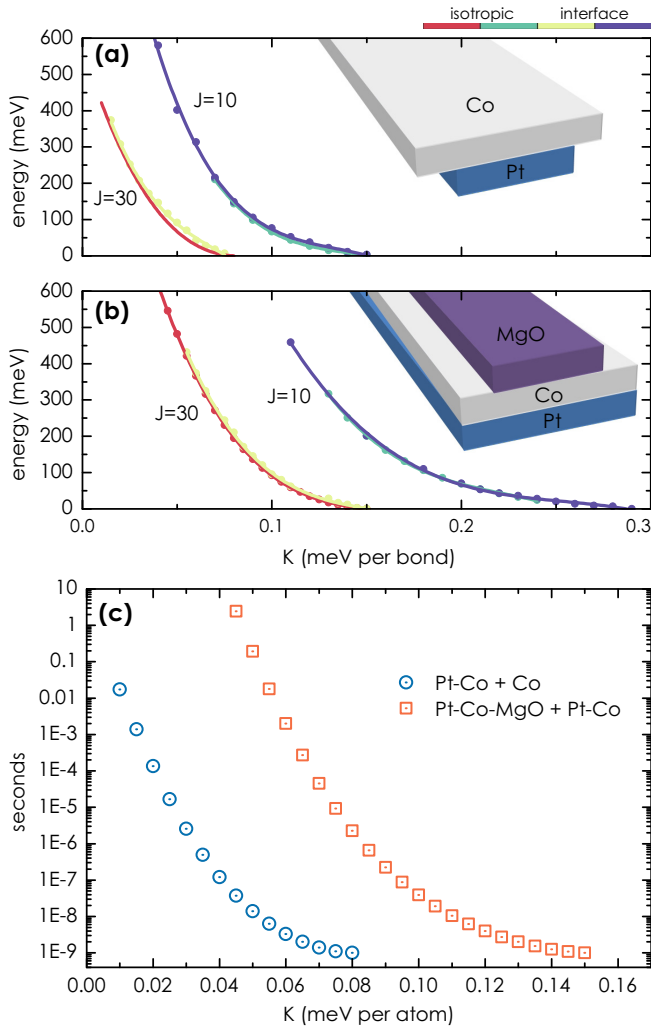 isotropic interface
(a)
600
500
400
300
200
100
0
energy (meV)
J=10
J=30
Co
Pt
(b)
600
500
400
300
200
100
0
energy (meV)
J=30
J=10
MgO
Co
Pt
0.0 0.1 0.2 0.3
K (meV per bond)
(c)
10
1
0.1
0.01
1E-3
1E-4
1E-5
1E-6
1E-7
1E-8
1E-9
seconds
Pt-Co + Co
Pt-Co-MgO + Pt-Co
0.00 0.02 0.04 0.06 0.08 0.10 0.12 0.14 0.16
K (meV per atom)